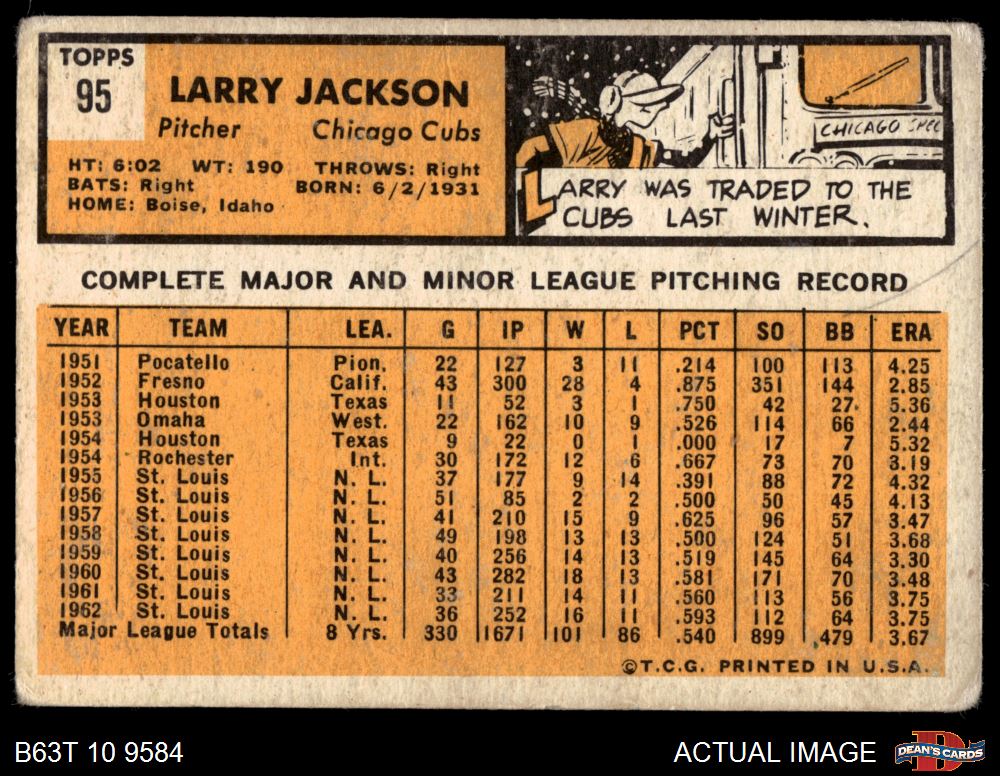 TOPPS
95
LARRY JACKSON
Pitcher Chicago Cubs
HT: 6:02 WT: 190 THROWS: Right
BATS: Right BORN: 6/2/1931
HOME: Boise, Idaho
CHICAGO SPEC
LARRY WAS TRADED TO THE
CUBS LAST WINTER.
COMPLETE MAJOR AND MINOR LEAGUE PITCHING RECORD
YEAR TEAM LEA. G IP W L PCT SO BB ERA
1951 Pocatello Pion. 22 127 3 11 .214 100 113 4.25
1952 Fresno Calif. 43 300 28 4 .875 351 144 2.85
1953 Houston Texas 11 52 3 1 .750 42 27 5.36
1953 Omaha West. 22 162 10 9 .526 114 66 2.44
1954 Houston Texas 9 22 0 1 .000 17 7 5.32
1954 Rochester Int. 30 172 12 6 .667 73 70 3.19
1955 St. Louis N. L. 37 177 9 14 .391 88 72 4.32
1956 St. Louis N. L. 51 85 2 2 .500 50 45 4.13
1957 St. Louis N. L. 41 210 15 9 .625 96 57 3.47
1958 St. Louis N. L. 49 198 13 13 .500 124 51 3.68
1959 St. Louis N. L. 40 256 14 13 .519 145 64 3.30
1960 St. Louis N. L. 43 282 18 13 .581 171 70 3.48
1961 St. Louis N. L. 33 211 14 11 .560 113 56 3.75
1962 St. Louis N. L. 36 252 16 11 .593 112 64 3.75
Major League Totals 8 Yrs. 330 1671 101 86 .540 899 479 3.67
©T.C.G. PRINTED IN U.S.A.
B63T 10 9584 ACTUAL IMAGE DEAN'S CARDS